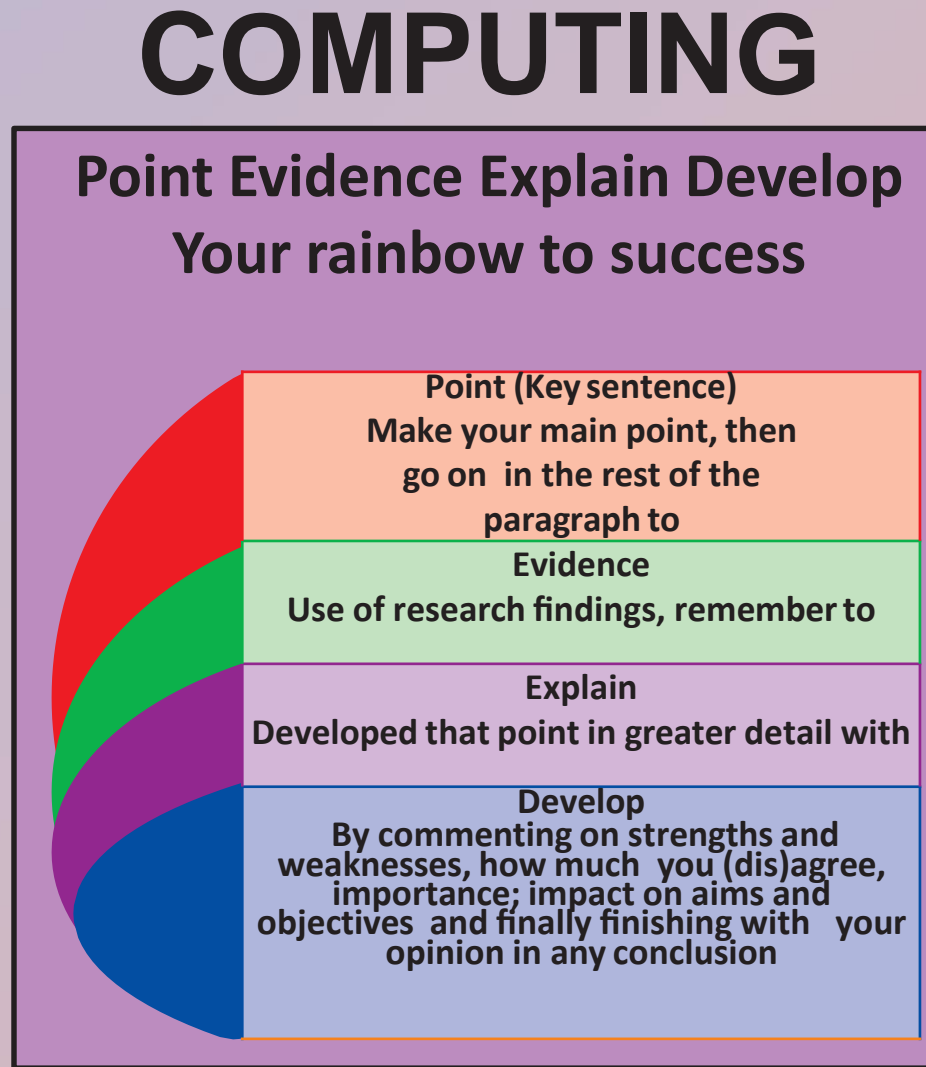 COMPUTING
Point Evidence Explain Develop
Your rainbow to success
Point (Key sentence)
Make your main point, then
go on in the rest of the
paragraph to
Evidence
Use of research findings, remember to
Explain
Developed that point in greater detail with
Develop
By commenting on strengths and
weaknesses, how much you (dis)agree,
importance; impact on aims and
objectives and finally finishing with your
opinion in any conclusion